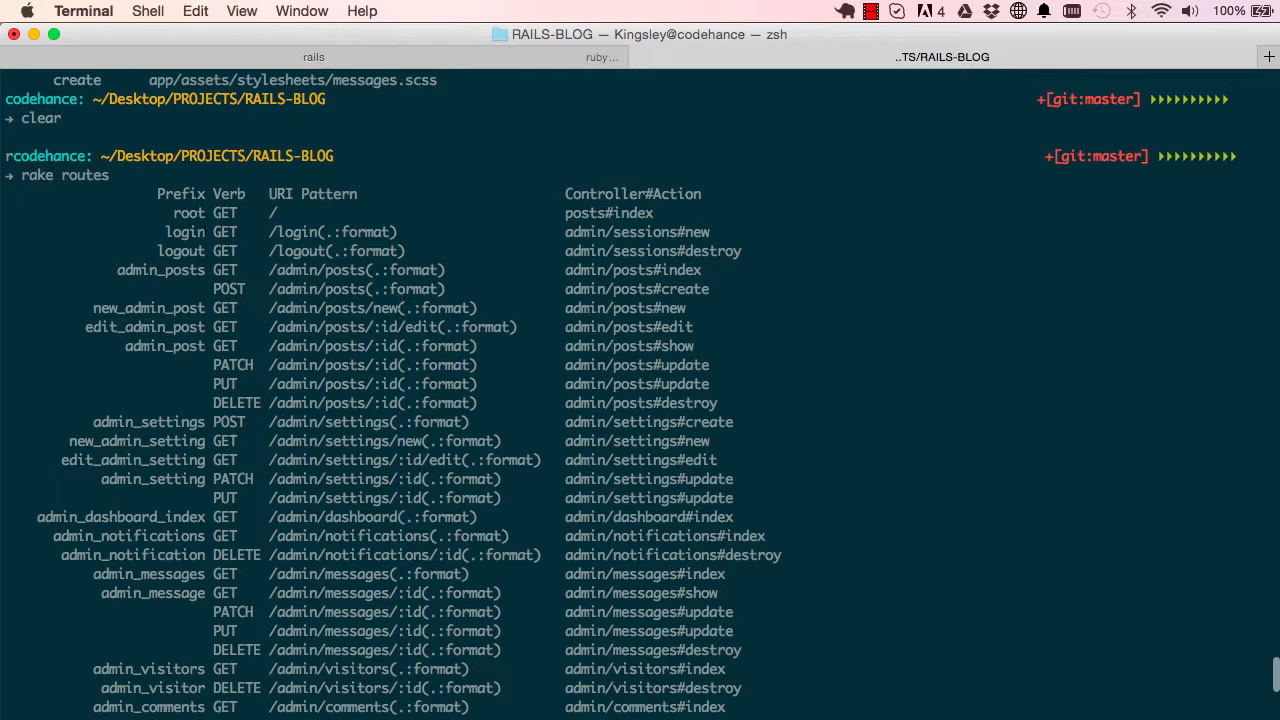 Terminal Shell Edit View Window Help 4 100%
RAILS-BLOG — Kingsley@codehance — zsh
rails ruby... ..TS/RAILS-BLOG
create app/assets/stylesheets/messages.scss
codehance: ~/Desktop/PROJECTS/RAILS-BLOG +[git:master]
→ clear
rcodehance: ~/Desktop/PROJECTS/RAILS-BLOG +[git:master]
→ rake routes
Prefix Verb URI Pattern Controller#Action
root GET / posts#index
login GET /login(.:format) admin/sessions#new
logout GET /logout(.:format) admin/sessions#destroy
admin_posts GET /admin/posts(.:format) admin/posts#index
POST /admin/posts(.:format) admin/posts#create
new_admin_post GET /admin/posts/new(.:format) admin/posts#new
edit_admin_post GET /admin/posts/:id/edit(.:format) admin/posts#edit
admin_post GET /admin/posts/:id(.:format) admin/posts#show
PATCH /admin/posts/:id(.:format) admin/posts#update
PUT /admin/posts/:id(.:format) admin/posts#update
DELETE /admin/posts/:id(.:format) admin/posts#destroy
admin_settings POST /admin/settings(.:format) admin/settings#create
new_admin_setting GET /admin/settings/new(.:format) admin/settings#new
edit_admin_setting GET /admin/settings/:id/edit(.:format) admin/settings#edit
admin_setting PATCH /admin/settings/:id(.:format) admin/settings#update
PUT /admin/settings/:id(.:format) admin/settings#update
admin_dashboard_index GET /admin/dashboard(.:format) admin/dashboard#index
admin_notifications GET /admin/notifications(.:format) admin/notifications#index
admin_notification DELETE /admin/notifications/:id(.:format) admin/notifications#destroy
admin_messages GET /admin/messages(.:format) admin/messages#index
admin_message GET /admin/messages/:id(.:format) admin/messages#show
PATCH /admin/messages/:id(.:format) admin/messages#update
PUT /admin/messages/:id(.:format) admin/messages#update
DELETE /admin/messages/:id(.:format) admin/messages#destroy
admin_visitors GET /admin/visitors(.:format) admin/visitors#index
admin_visitor DELETE /admin/visitors/:id(.:format) admin/visitors#destroy
admin_comments GET /admin/comments(.:format) admin/comments#index